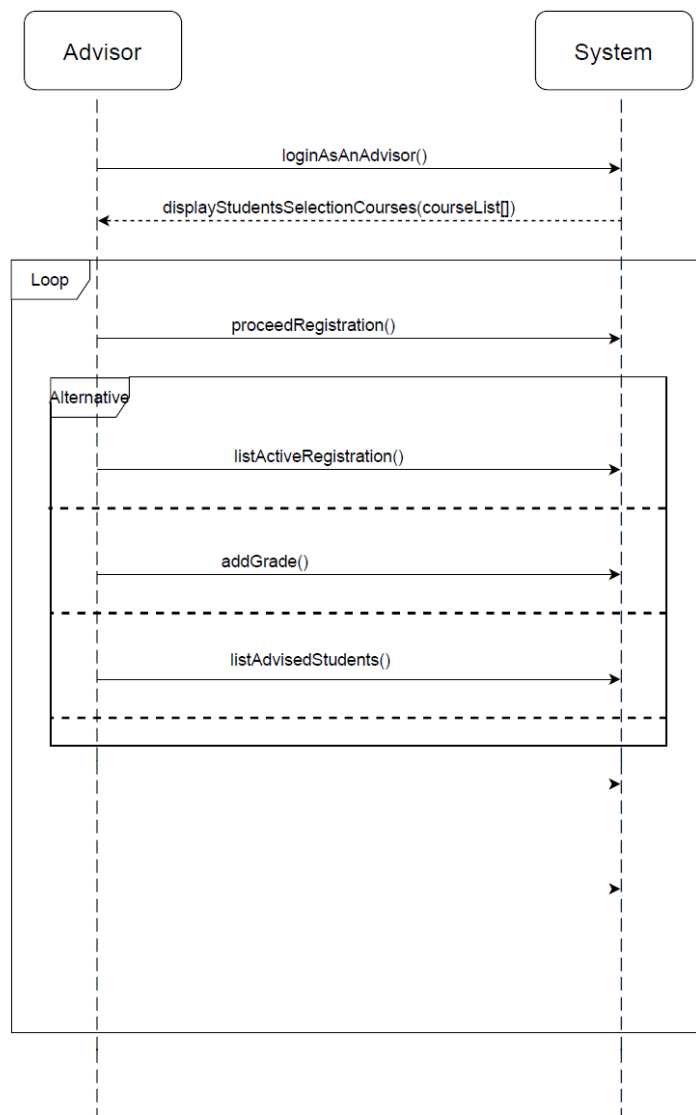 Advisor
System
loginAsAnAdvisor()
displayStudentsSelectionCourses(courseList[])
Loop
proceedRegistration()
Alternative
listActiveRegistration()
addGrade()
listAdvisedStudents()